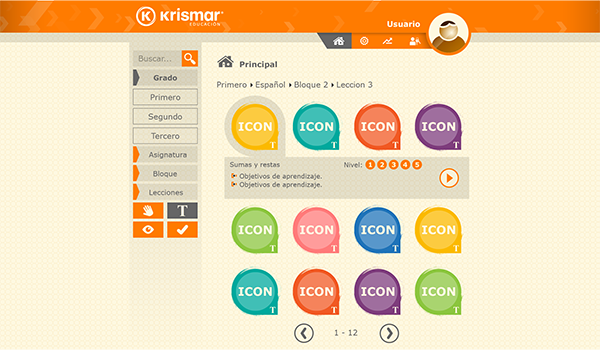 Krismar
EDUCACIÓN
Usuario
Buscar...
Grado
Primero
Segundo
Tercero
Asignatura
Bloque
Lecciones
T
Principal
Primero Español Bloque 2 Leccion 3
ICON T ICON T ICON T ICON T
Sumas y restas Nivel: 1 2 3 4 5
Objetivos de aprendizaje.
Objetivos de aprendizaje.
ICON T ICON T ICON T ICON T
ICON T ICON T ICON T ICON T
1 - 12